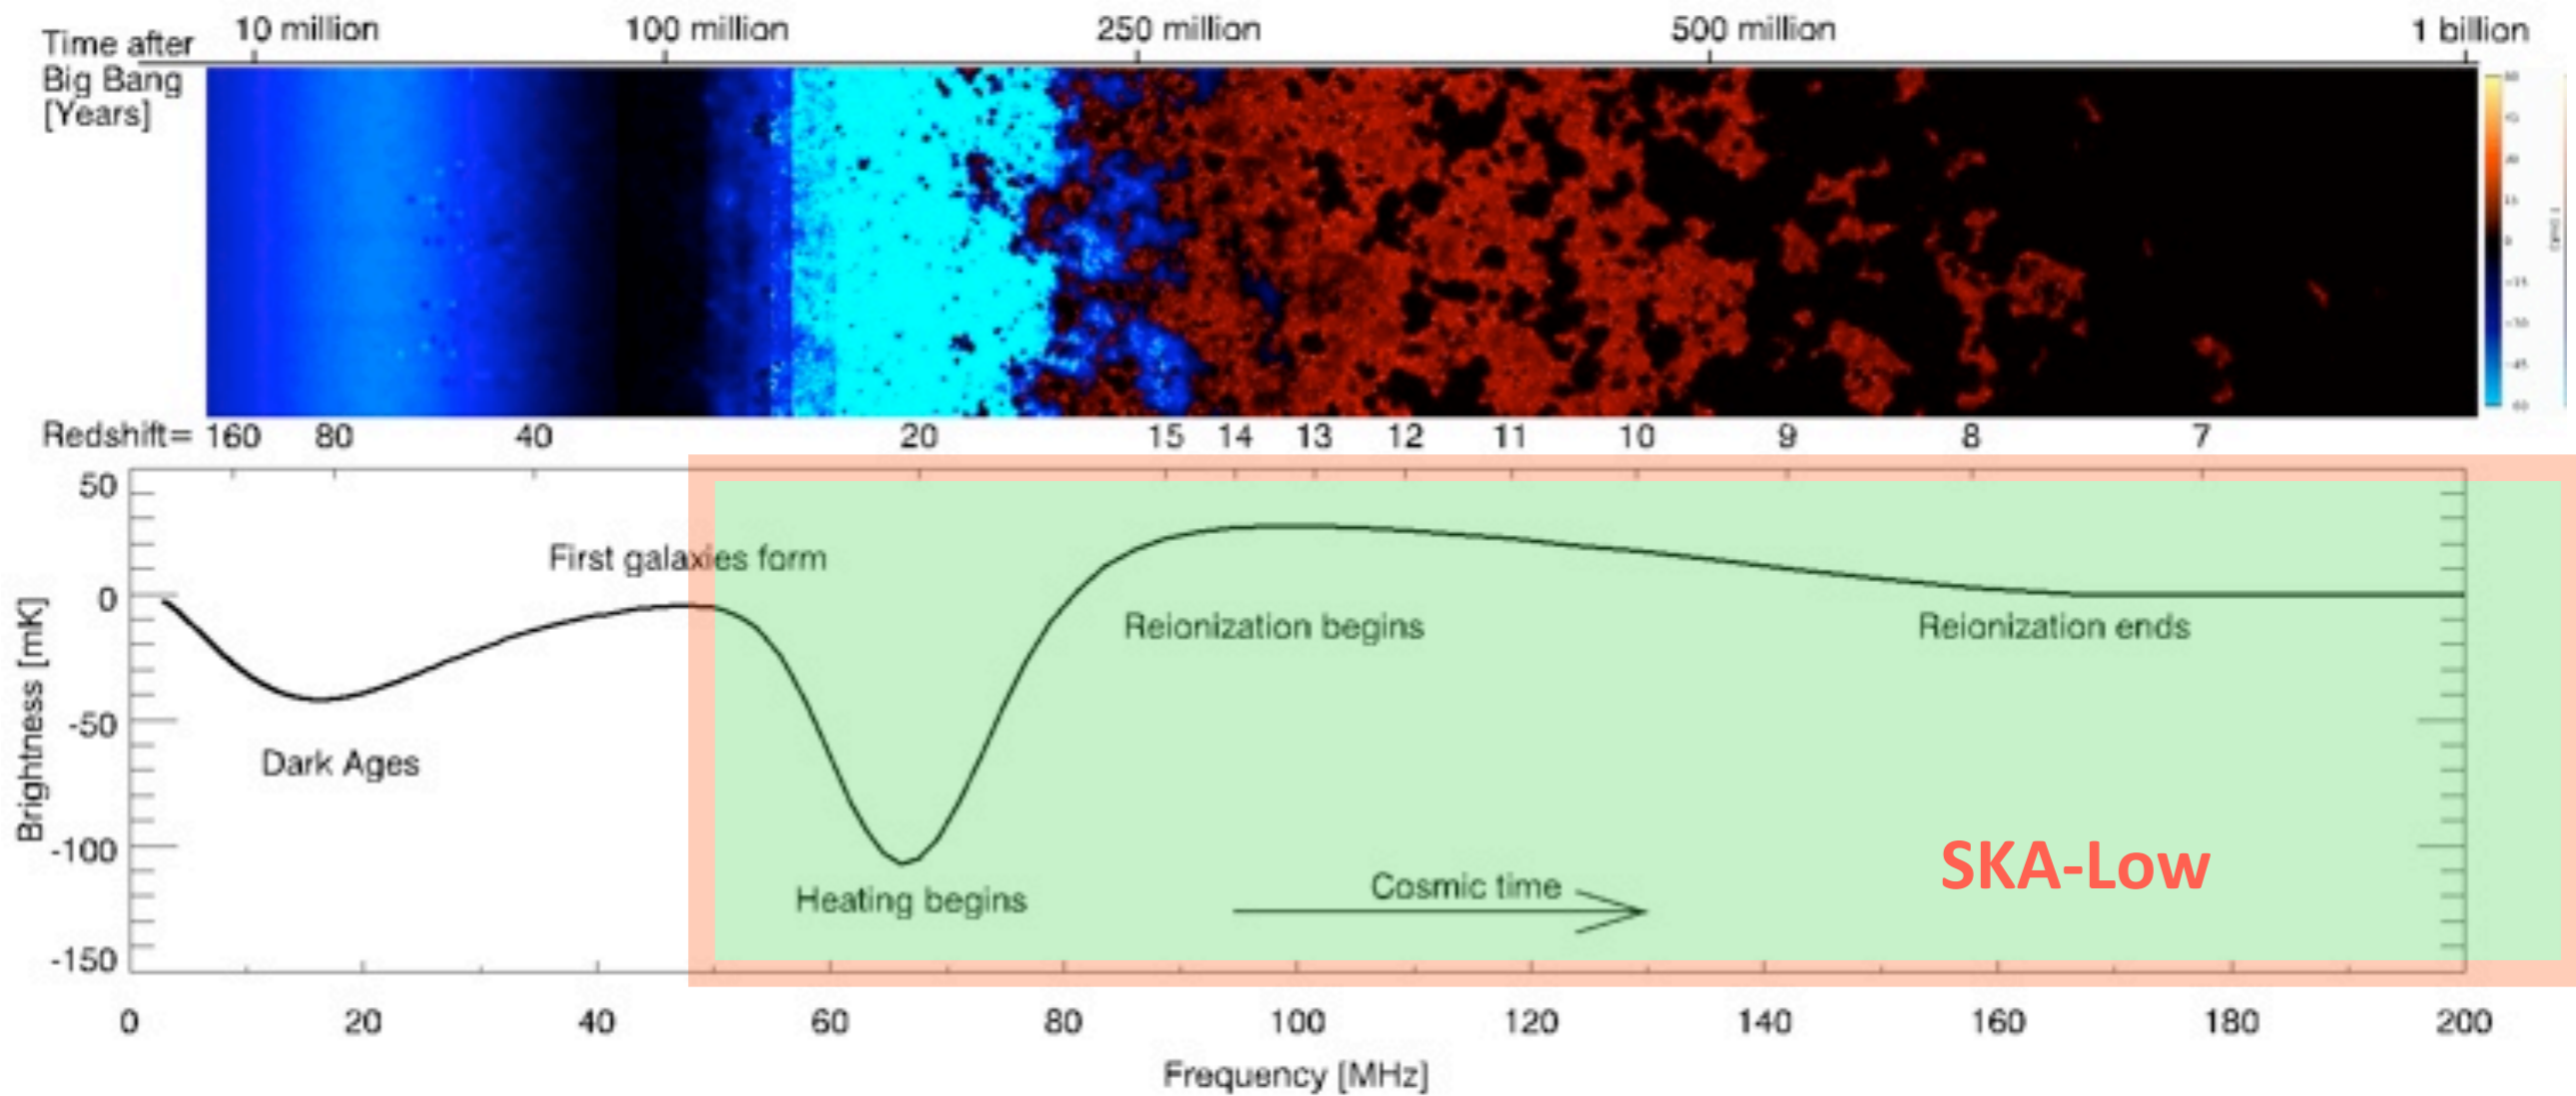 10 million 100 million 250 million 500 million 1 billion
Time after
Big Bang
[Years]
Redshift= 160 80 40 20 15 14 13 12 11 10 9 8 7
50
First galaxies form
0
Reionization begins Reionization ends
-50
Dark Ages
-100
SKA-Low
Cosmic time
Heating begins
-150
Brightness [mK]
0 20 40 60 80 100 120 140 160 180 200
Frequency [MHz]